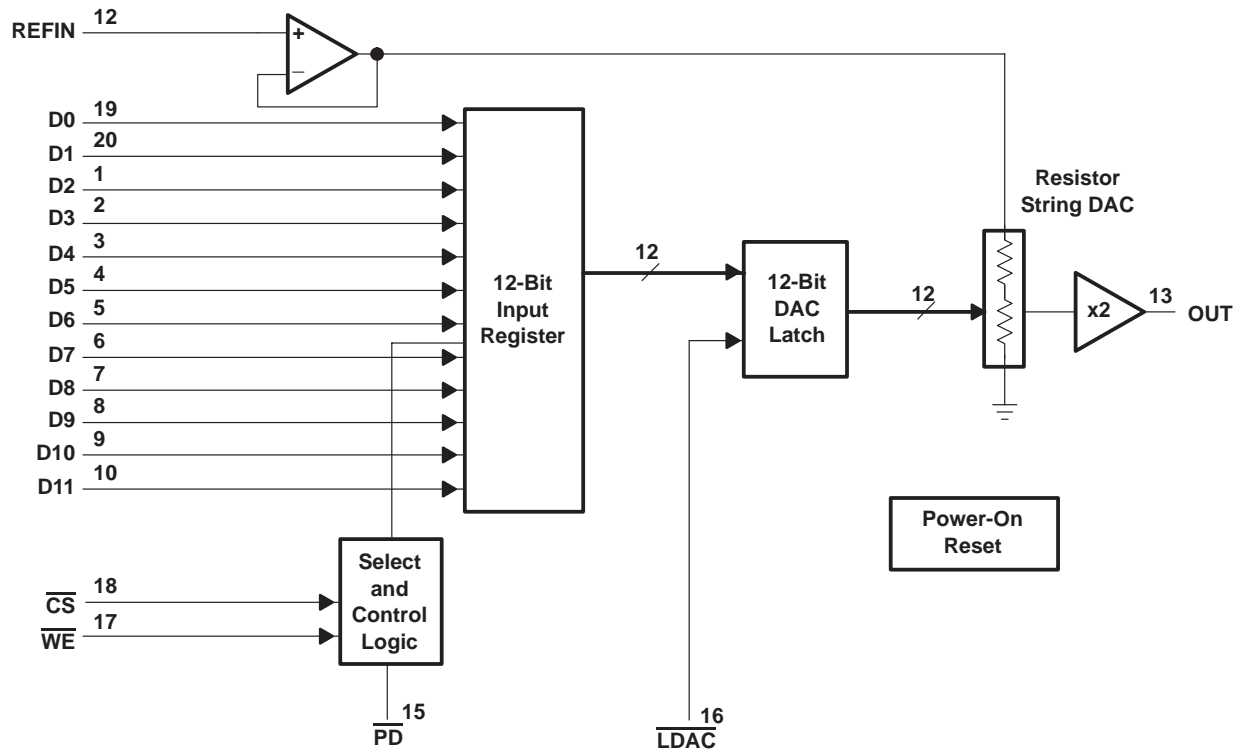 REFIN 12
+
–
D0 19
D1 20
D2 1
D3 2
D4 3
D5 4
D6 5
D7 6
D8 7
D9 8
D10 9
D11 10
12-Bit
Input
Register
12
12-Bit
DAC
Latch
12
Resistor
String DAC
x2
13
OUT
Power-On
Reset
Select
and
Control
Logic
CS 18
WE 17
PD 15
LDAC 16